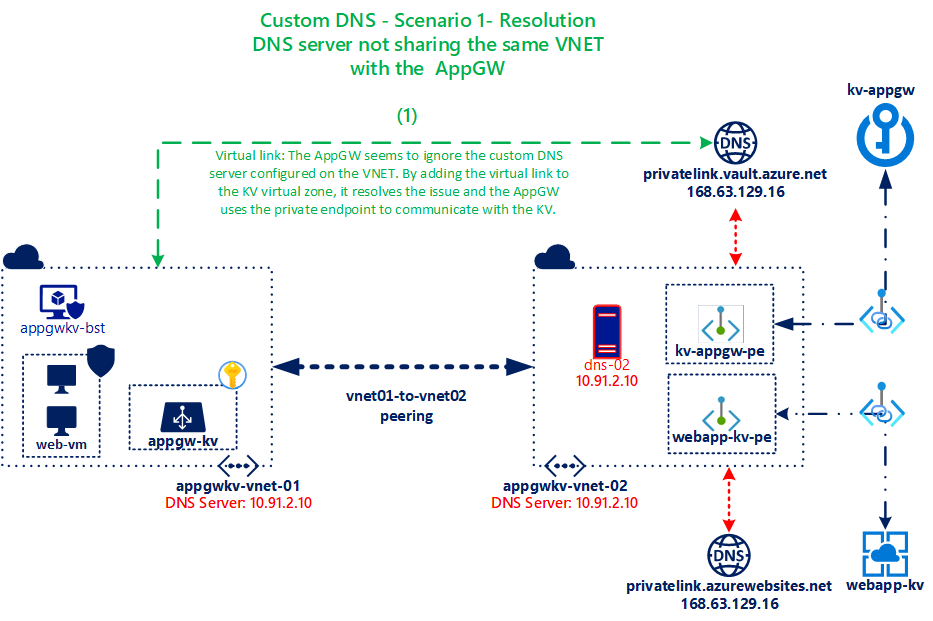 Custom DNS - Scenario 1- Resolution
DNS server not sharing the same VNET
with the AppGW
(1)
Virtual link: The AppGW seems to ignore the custom DNS
server configured on the VNET. By adding the virtual link to
the KV virtual zone, it resolves the issue and the AppGW
uses the private endpoint to communicate with the KV.
DNS
privatelink.vault.azure.net
168.63.129.16
kv-appgw
appgwkv-bst
web-vm
appgw-kv
appgwkv-vnet-01
DNS Server: 10.91.2.10
vnet01-to-vnet02
peering
dns-02
10.91.2.10
kv-appgw-pe
webapp-kv-pe
appgwkv-vnet-02
DNS Server: 10.91.2.10
DNS
privatelink.azurewebsites.net
168.63.129.16
webapp-kv